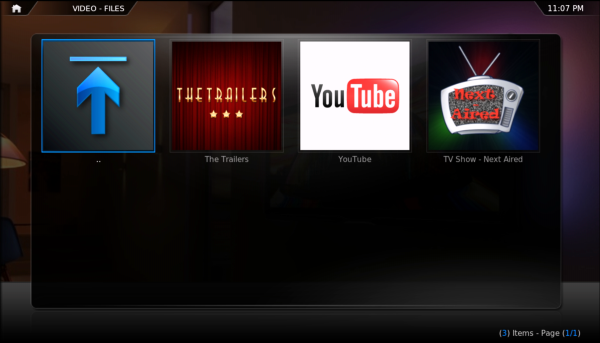 VIDEO - FILES
11:07 PM
THETRAILERS
YouTube
Next
Aired
..
The Trailers
YouTube
TV Show - Next Aired
(3) Items - Page (1/1)